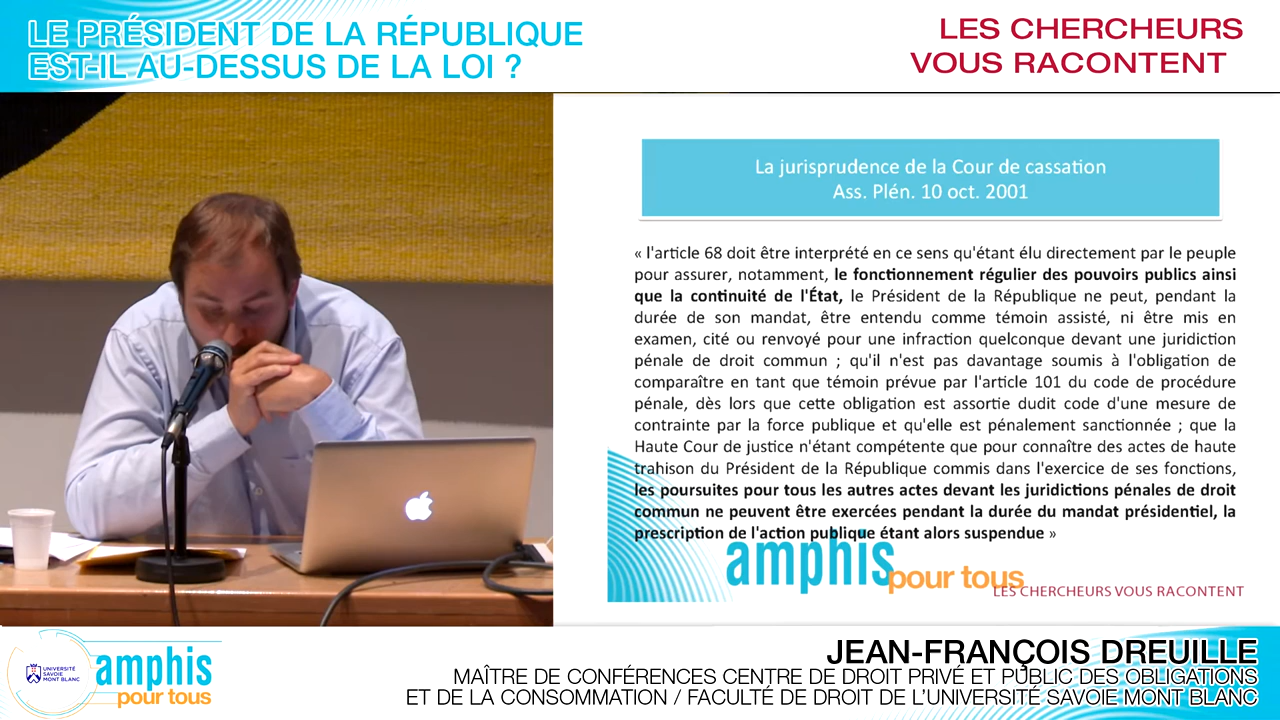 LE PRÉSIDENT DE LA RÉPUBLIQUE
EST-IL AU-DESSUS DE LA LOI ?
LES CHERCHEURS
VOUS RACONTENT
La jurisprudence de la Cour de cassation
Ass. Plén. 10 oct. 2001
« l'article 68 doit être interprété en ce sens qu'étant élu directement par le peuple
pour assurer, notamment, le fonctionnement régulier des pouvoirs publics ainsi
que la continuité de l'État, le Président de la République ne peut, pendant la
durée de son mandat, être entendu comme témoin assisté, ni être mis en
examen, cité ou renvoyé pour une infraction quelconque devant une juridiction
pénale de droit commun ; qu'il n'est pas davantage soumis à l'obligation de
comparaître en tant que témoin prévue par l'article 101 du code de procédure
pénale, dès lors que cette obligation est assortie dudit code d'une mesure de
contrainte par la force publique et qu'elle est pénalement sanctionnée ; que la
Haute Cour de justice n'étant compétente que pour connaître des actes de haute
trahison du Président de la République commis dans l'exercice de ses fonctions,
les poursuites pour tous les autres actes devant les juridictions pénales de droit
commun ne peuvent être exercées pendant la durée du mandat présidentiel, la
prescription de l'action publique étant alors suspendue »
amphis
pour tous
LES CHERCHEURS VOUS RACONTENT
UNIVERSITÉ
SAVOIE
MONT BLANC
amphis
pour tous
JEAN-FRANÇOIS DREUILLE
MAÎTRE DE CONFÉRENCES CENTRE DE DROIT PRIVÉ ET PUBLIC DES OBLIGATIONS
ET DE LA CONSOMMATION / FACULTÉ DE DROIT DE L'UNIVERSITÉ SAVOIE MONT BLANC